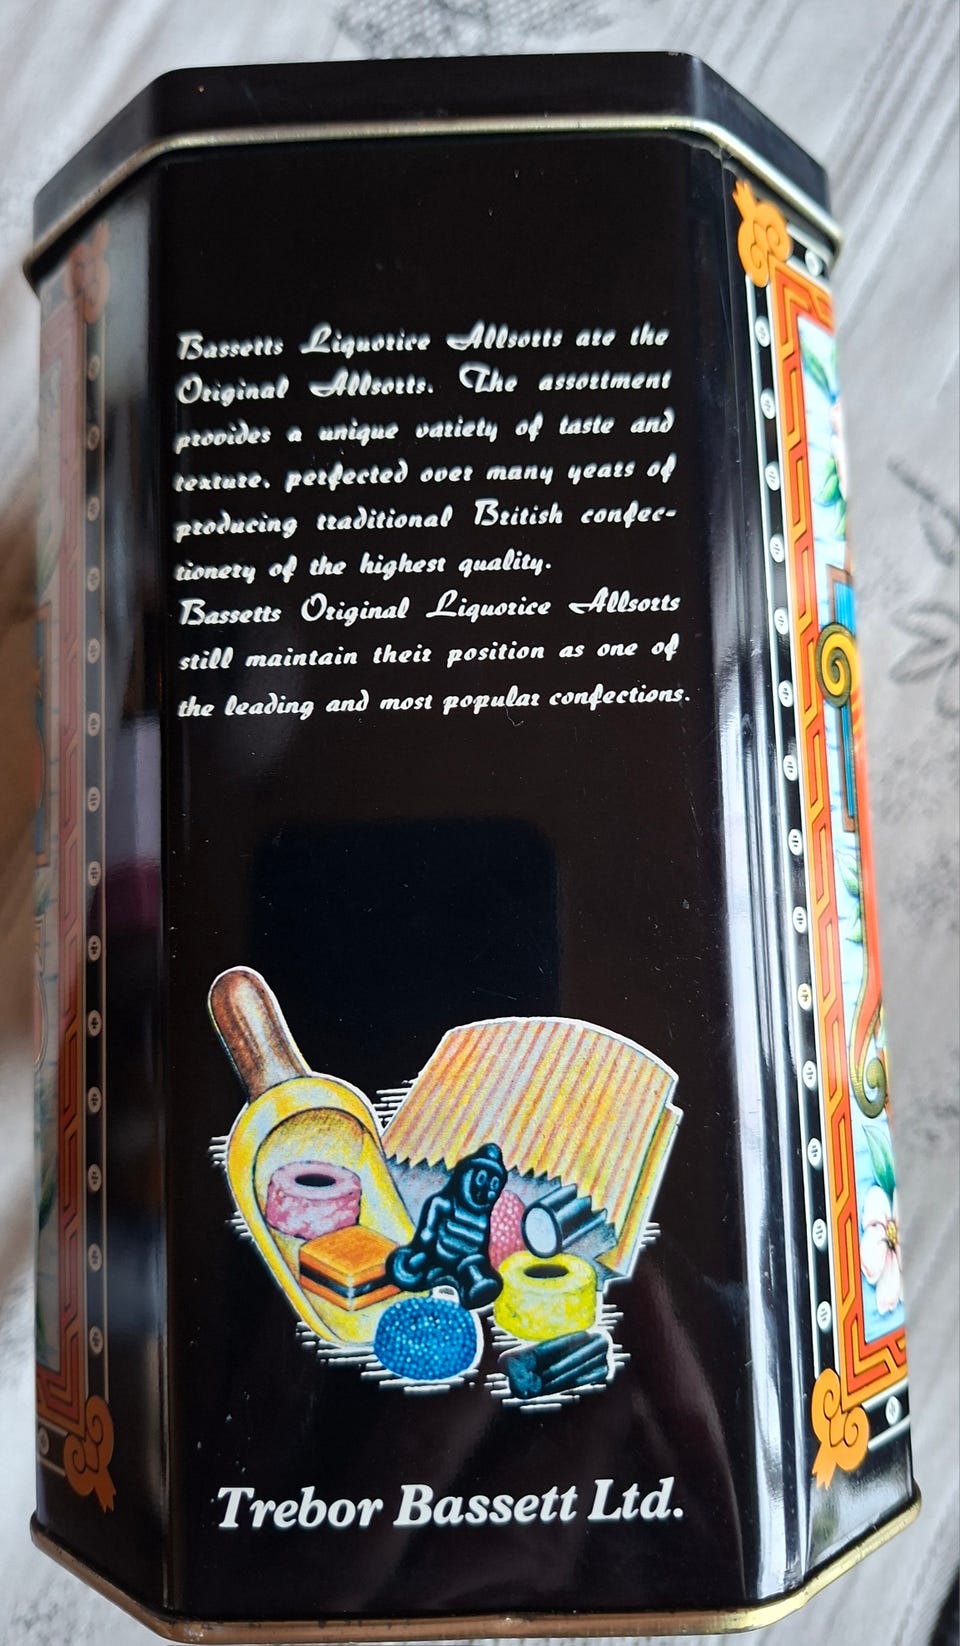 Bassetts Liquorice Allsorts are the
Original Allsorts. The assortment
provides a unique variety of taste and
texture, perfected over many years of
producing traditional British confec-
tionery of the highest quality.
Bassetts Original Liquorice Allsorts
still maintain their position as one of
the leading and most popular confections.
Trebor Bassett Ltd.